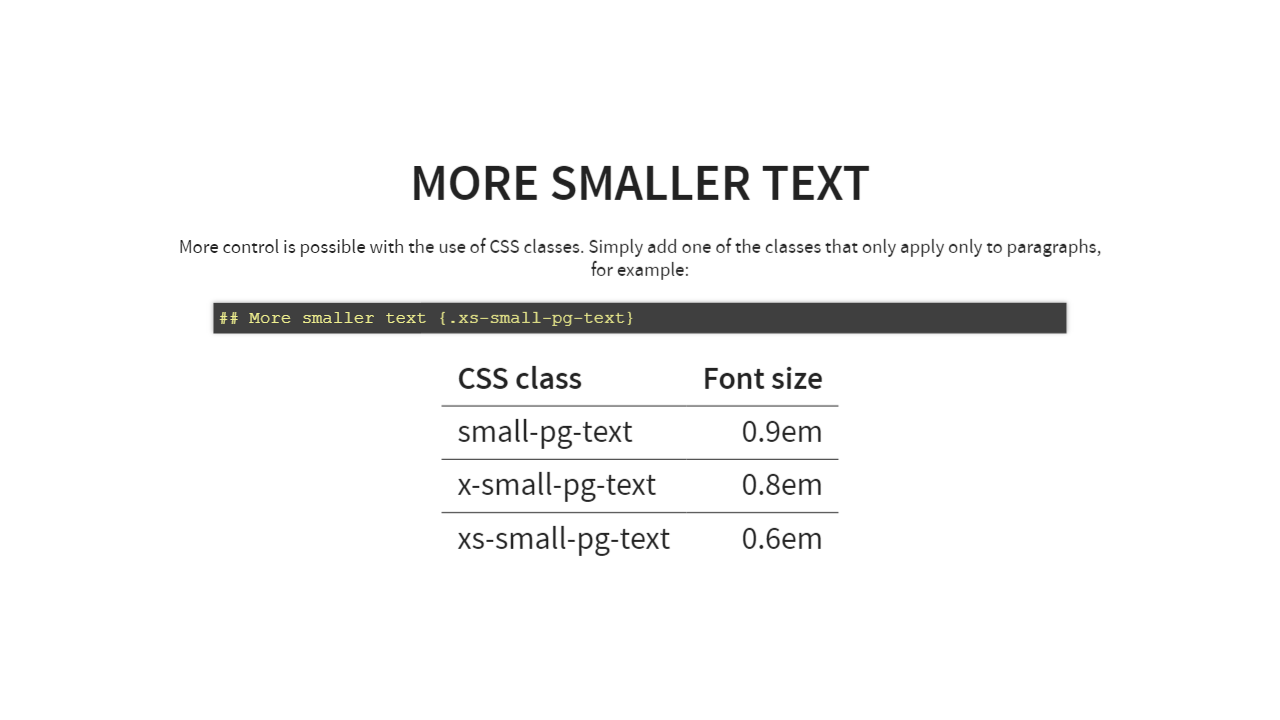 MORE SMALLER TEXT
More control is possible with the use of CSS classes. Simply add one of the classes that only apply only to paragraphs,
for example:
## More smaller text {.xs-small-pg-text}
CSS class Font size
small-pg-text 0.9em
x-small-pg-text 0.8em
xs-small-pg-text 0.6em